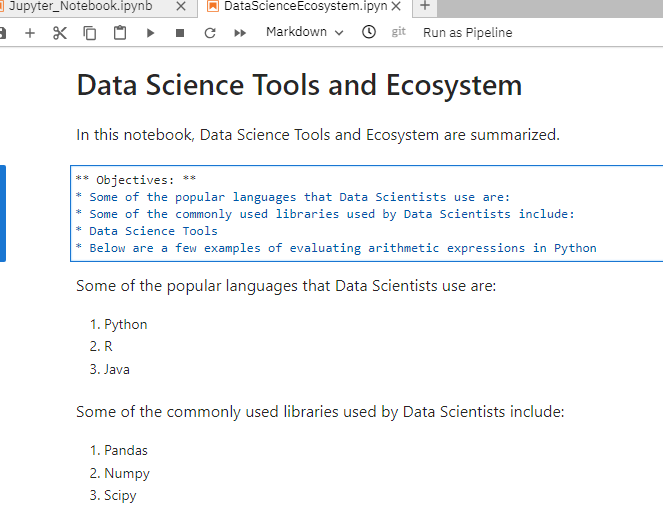 Jupyter_Notebook.ipynb × DataScienceEcosystem.ipyn × +
Markdown git Run as Pipeline
Data Science Tools and Ecosystem
In this notebook, Data Science Tools and Ecosystem are summarized.
** Objectives: **
* Some of the popular languages that Data Scientists use are:
* Some of the commonly used libraries used by Data Scientists include:
* Data Science Tools
* Below are a few examples of evaluating arithmetic expressions in Python
Some of the popular languages that Data Scientists use are:
1. Python
2. R
3. Java
Some of the commonly used libraries used by Data Scientists include:
1. Pandas
2. Numpy
3. Scipy